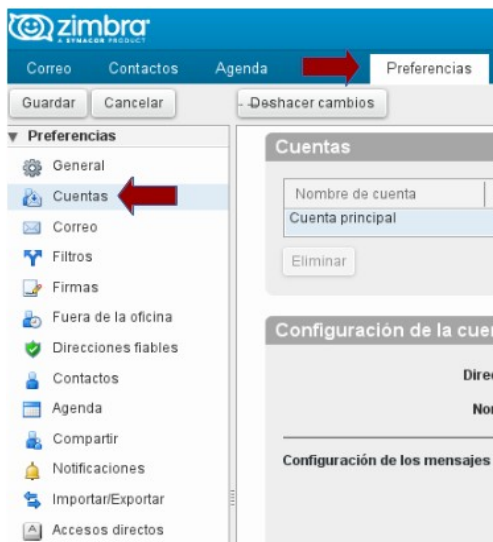 zimbra
A SYNACOR PRODUCT
Correo Contactos Agenda Preferencias
Guardar Cancelar Deshacer cambios
Preferencias
General
Cuentas
Correo
Filtros
Firmas
Fuera de la oficina
Direcciones fiables
Contactos
Agenda
Compartir
Notificaciones
Importar/Exportar
Accesos directos
Cuentas
Nombre de cuenta
Cuenta principal
Eliminar
Configuración de la cuen
Direc
Nom
Configuración de los mensajes